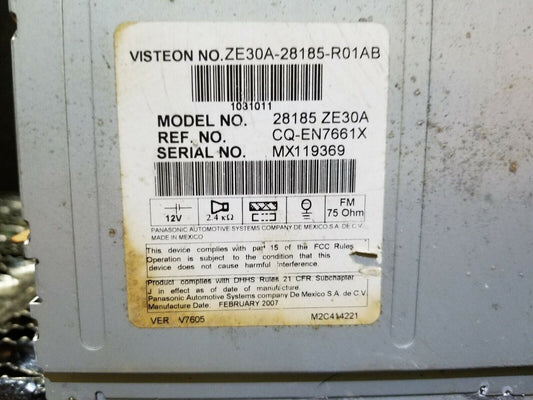 VISTEON NO.ZE30A-28185-R01AB
1031011
MODEL NO. 28185 ZE30A
REF. NO. CQ-EN7661X
SERIAL NO. MX119369
12V 2.4 kΩ FM 75 Ohm
PANASONIC AUTOMOTIVE SYSTEMS COMPANY DE MEXICO S.A. DE C.V.
MADE IN MEXICO
This device complies with part 15 of the FCC Rules
Operation is subject to the condition that this
device does not cause harmful interference.
Product complies with DHHS Rules 21 CFR Subchapter
J in effect as of date of manufacture.
Panasonic Automotive Systems company De Mexico S.A. de C.V.
Manufacture Date: FEBRUARY 2007
VER V7605 M2C414221